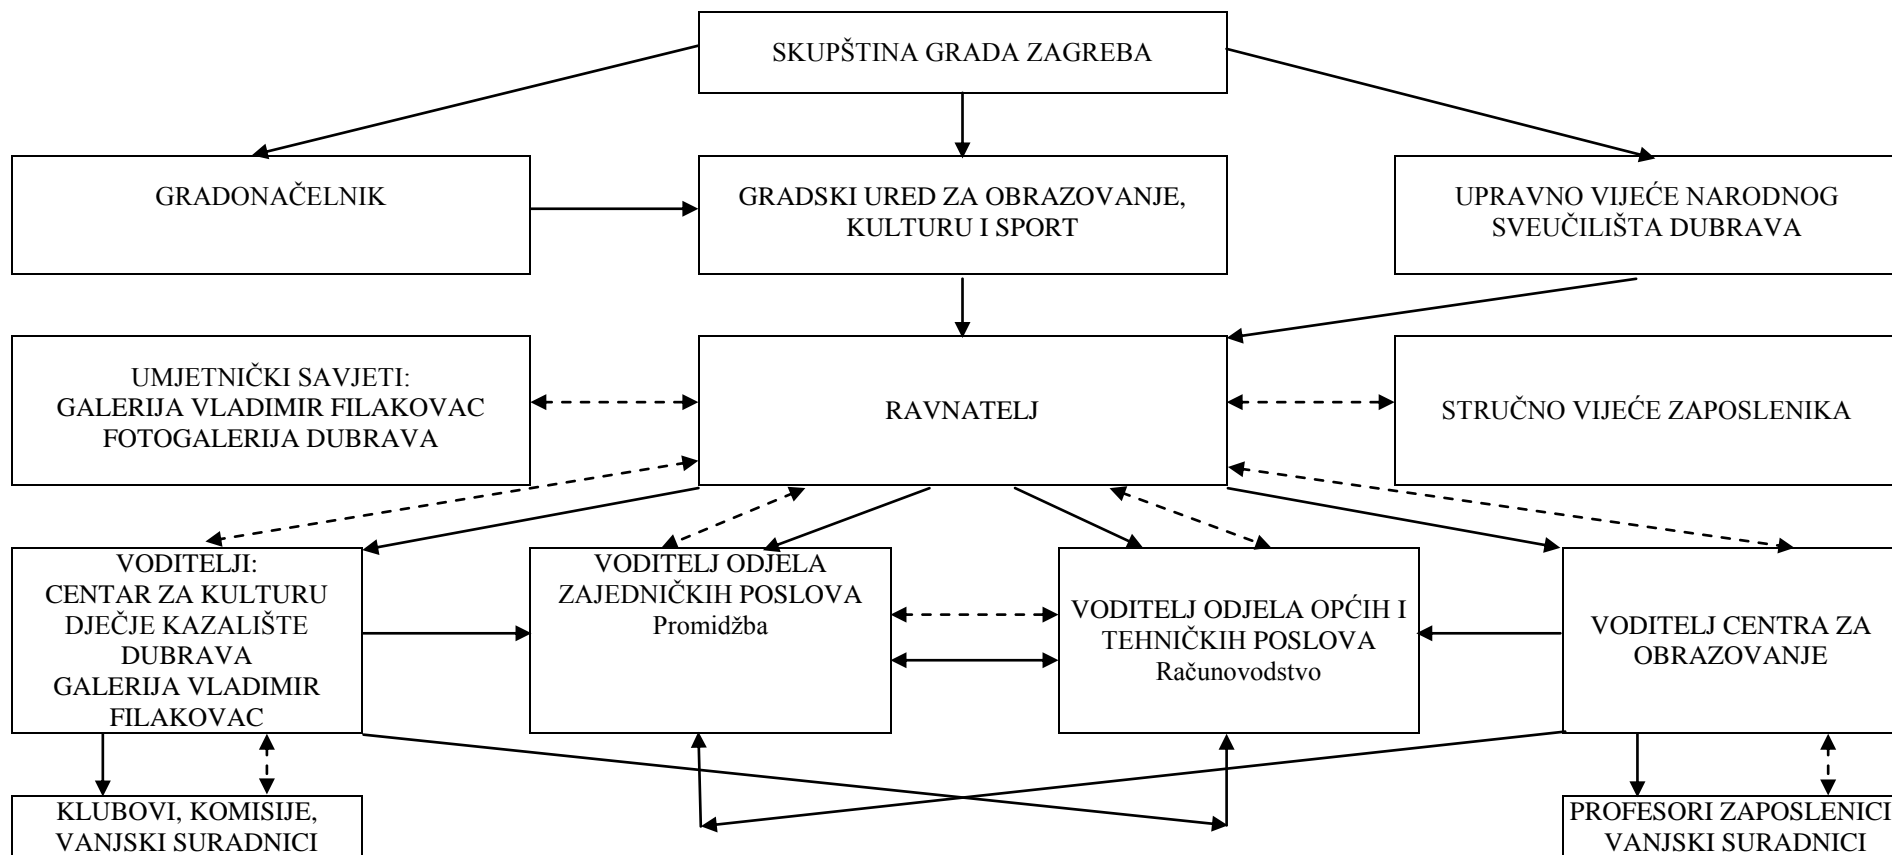 SKUPŠTINA GRADA ZAGREBA
GRADONAČELNIK
GRADSKI URED ZA OBRAZOVANJE,
KULTURU I SPORT
UPRAVNO VIJEĆE NARODNOG
SVEUČILIŠTA DUBRAVA
UMJETNIČKI SAVJETI:
GALERIJA VLADIMIR FILAKOVAC
FOTOGALERIJA DUBRAVA
RAVNATELJ
STRUČNO VIJEĆE ZAPOSLENIKA
VODITELJI:
CENTAR ZA KULTURU
DJEČJE KAZALIŠTE
DUBRAVA
GALERIJA VLADIMIR
FILAKOVAC
VODITELJ ODJELA
ZAJEDNIČKIH POSLOVA
Promidžba
VODITELJ ODJELA OPĆIH I
TEHNIČKIH POSLOVA
Računovodstvo
VODITELJ CENTRA ZA
OBRAZOVANJE
KLUBOVI, KOMISIJE,
VANJSKI SURADNICI
PROFESORI ZAPOSLENICI
VANJSKI SURADNICI